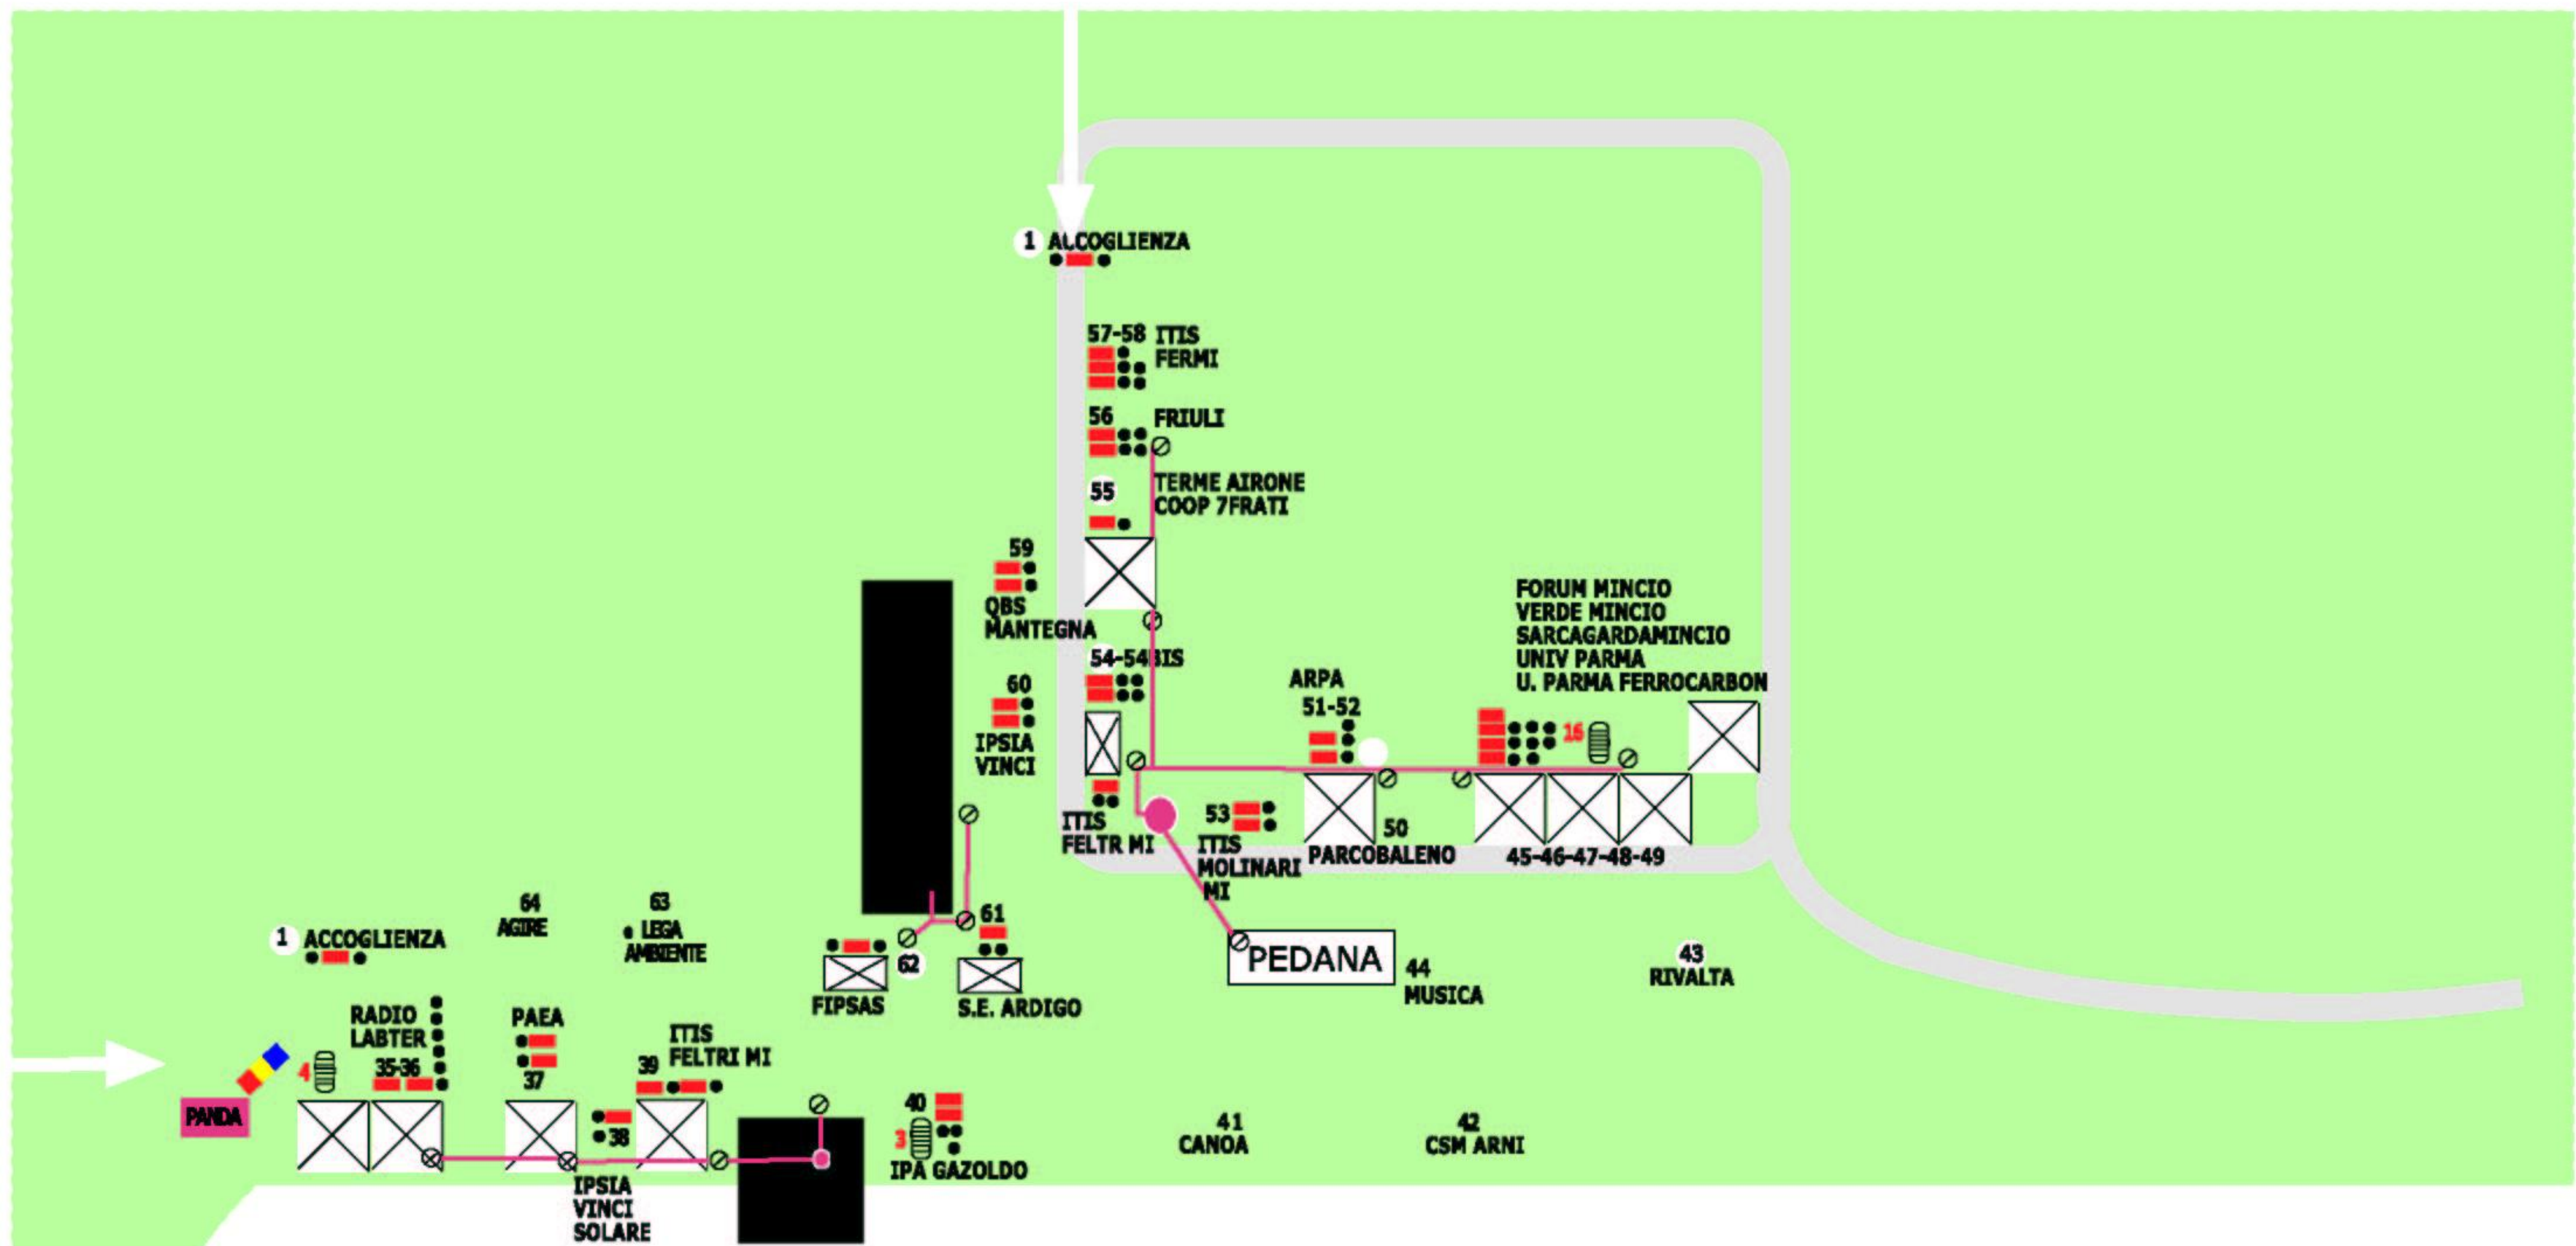 1 ACCOGLIENZA
57-58 ITIS
FERMI
56 FRIULI
55 TERME AIRONE
COOP 7FRATI
59
QBS
MANTEGNA
54-54BIS
60
IPSIA
VINCI
ITIS
FELTR MI
53
ITIS
MOLINARI
MI
ARPA
51-52
50
PARCOBALENO
FORUM MINCIO
VERDE MINCIO
SARCAGARDAMINCIO
UNIV PARMA
U. PARMA FERROCARBON
16
45-46-47-48-49
64
AGIRE
63
LEGA
AMBIENTE
1 ACCOGLIENZA
61
62
FIPSAS
S.E. ARDIGO
PEDANA
44
MUSICA
43
RIVALTA
RADIO
LABTER
35-36
4
PANDA
PAEA
37
ITIS
FELTRI MI
39
38
IPSIA
VINCI
SOLARE
40
3
IPA GAZOLDO
41
CANOA
42
CSM ARNI